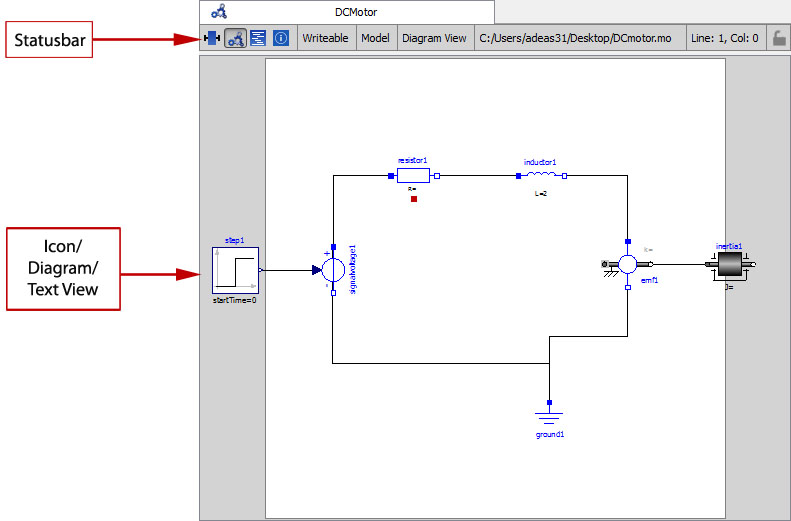 DCMotor
Statusbar
Writeable
Model
Diagram View
C:/Users/adeas31/Desktop/DCmotor.mo
Line: 1, Col: 0
Icon/
Diagram/
Text View
resistor1
R=
inductor1
L=2
step1
startTime=0
+
signalvoltage1
-
k=
emf1
inertia1
J=
ground1